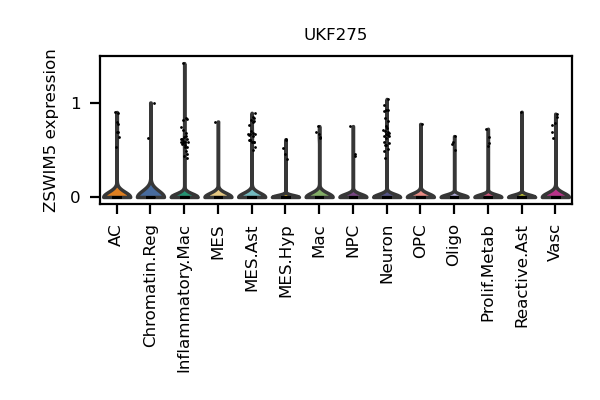 UKF275
ZSWIM5 expression
1
0
AC
Chromatin.Reg
Inflammatory.Mac
MES
MES.Ast
MES.Hyp
Mac
NPC
Neuron
OPC
Oligo
Prolif.Metab
Reactive.Ast
Vasc